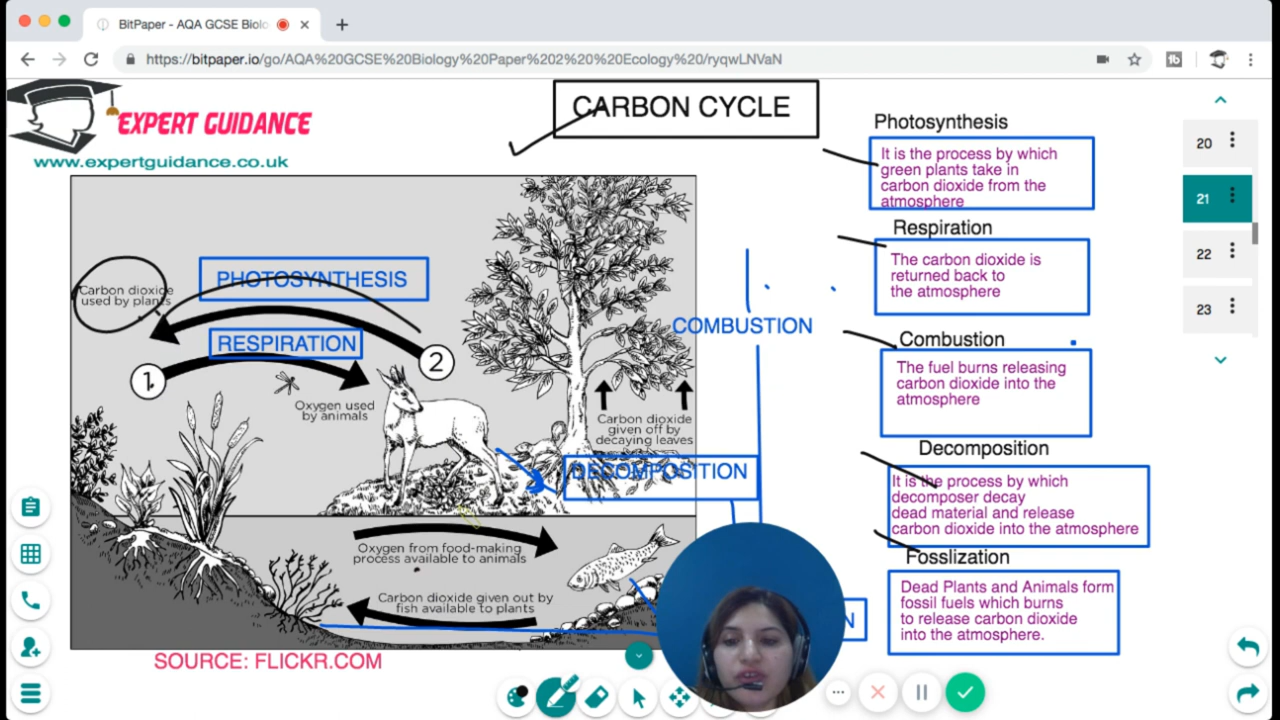 BitPaper - AQA GCSE Biolo
https://bitpaper.io/go/AQA%20GCSE%20Biology%20Paper%202%20%20Ecology%20/ryqwLNVaN
EXPERT GUIDANCE
www.expertguidance.co.uk
CARBON CYCLE
Carbon dioxide
used by plants
PHOTOSYNTHESIS
RESPIRATION
1
2
Oxygen used
by animals
Carbon dioxide
given off by
decaying leaves
COMBUSTION
DECOMPOSITION
Oxygen from food-making
process available to animals
Carbon dioxide given out by
fish available to plants
N
SOURCE: FLICKR.COM
Photosynthesis
It is the process by which
green plants take in
carbon dioxide from the
atmosphere
Respiration
The carbon dioxide is
returned back to
the atmosphere
Combustion
The fuel burns releasing
carbon dioxide into the
atmosphere
Decomposition
It is the process by which
decomposer decay
dead material and release
carbon dioxide into the atmosphere
Fosslization
Dead Plants and Animals form
fossil fuels which burns
to release carbon dioxide
into the atmosphere.
20
21
22
23